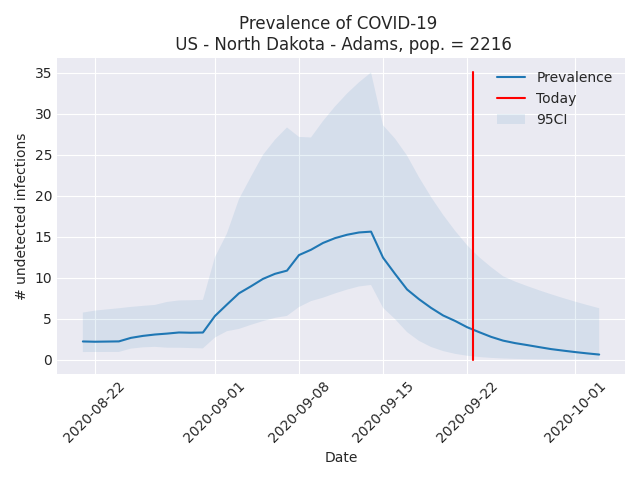 Prevalence of COVID-19
US - North Dakota - Adams, pop. = 2216
Prevalence
Today
95CI
# undetected infections
35
30
25
20
15
10
5
0
2020-08-22
2020-09-01
2020-09-08
2020-09-15
2020-09-22
2020-10-01
Date